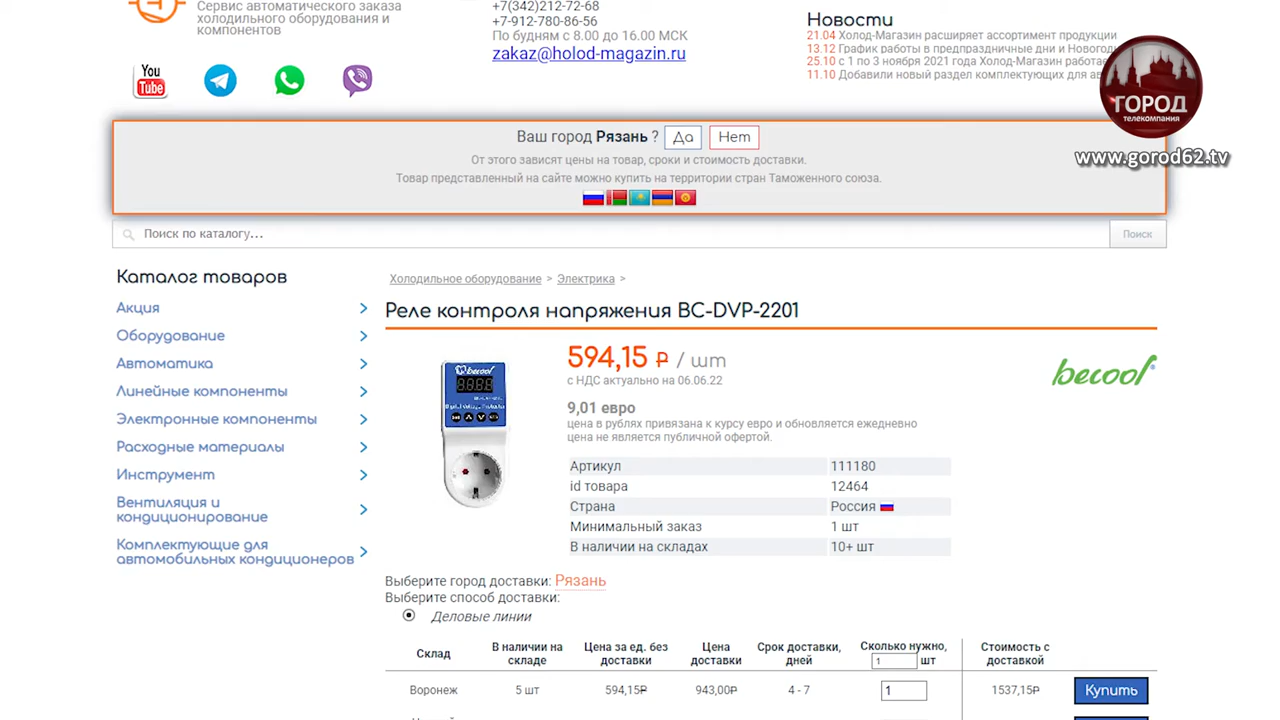 Сервис автоматического заказа
холодильного оборудования и
компонентов
+7(342)212-72-68
+7-912-780-86-56
По будням с 8.00 до 16.00 МСК
zakaz@holod-magazin.ru
Новости
21.04 Холод-Магазин расширяет ассортимент продукции
13.12 График работы в предпраздничные дни и Новогод
25.10 с 1 по 3 ноября 2021 года Холод-Магазин работае
11.10 Добавили новый раздел комплектующих для ав
You
Tube
ГОРОД
телекомпания
www.gorod62.tv
Ваш город Рязань ? Да Нет
От этого зависят цены на товар, сроки и стоимость доставки.
Товар представленный на сайте можно купить на территории стран Таможенного союза.
Поиск по каталогу...
Поиск
Каталог товаров
Акция
Оборудование
Автоматика
Линейные компоненты
Электронные компоненты
Расходные материалы
Инструмент
Вентиляция и
кондиционирование
Комплектующие для
автомобильных кондиционеров
Холодильное оборудование > Электрика >
Реле контроля напряжения BC-DVP-2201
becool
Digital Voltage Protector
594,15 ₽ / шт
с НДС актуально на 06.06.22
becool
9,01 евро
цена в рублях привязана к курсу евро и обновляется ежедневно
цена не является публичной офертой.
Артикул 111180
id товара 12464
Страна Россия
Минимальный заказ 1 шт
В наличии на складах 10+ шт
Выберите город доставки: Рязань
Выберите способ доставки:
Деловые линии
Склад
В наличии на
складе
Цена за ед. без
доставки
Цена
доставки
Срок доставки,
дней
Сколько нужно,
1 шт
Стоимость с
доставкой
Воронеж 5 шт 594,15₽ 943,00₽ 4 - 7 1 1537,15₽ Купить